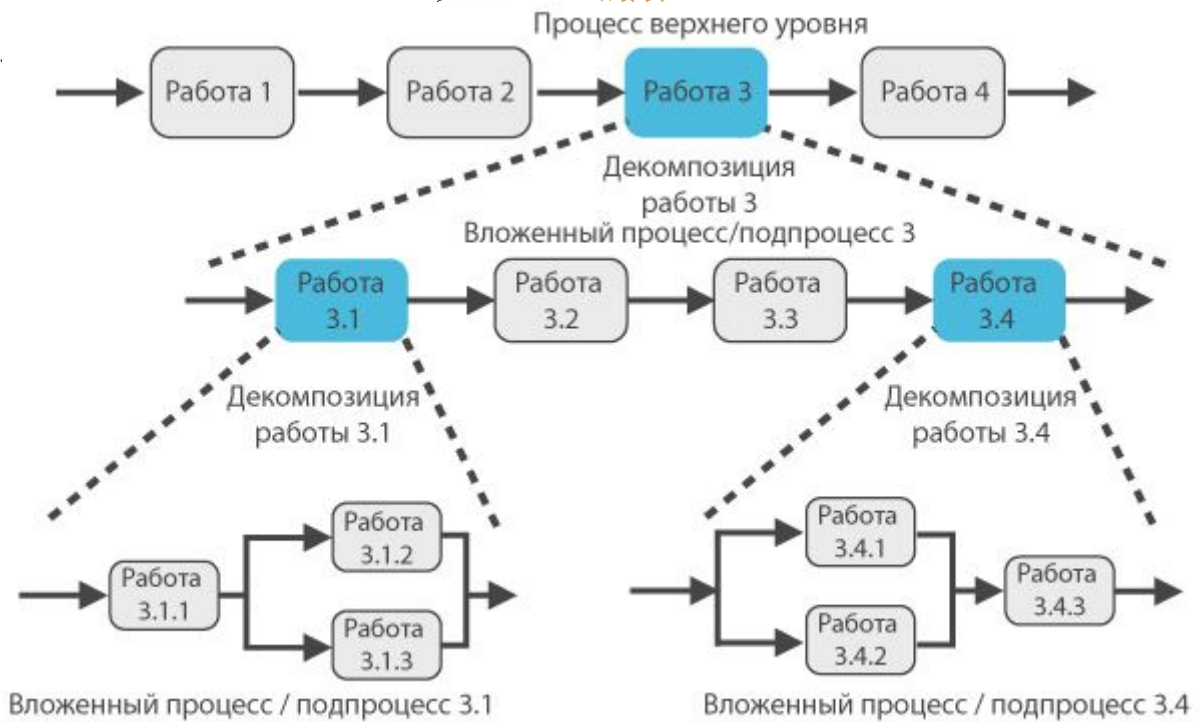 Процесс верхнего уровня
Работа 1
Работа 2
Работа 3
Работа 4
Декомпозиция
работы 3
Вложенный процесс/подпроцесс 3
Работа
3.1
Работа
3.2
Работа
3.3
Работа
3.4
Декомпозиция
работы 3.1
Декомпозиция
работы 3.4
Работа
3.1.1
Работа
3.1.2
Работа
3.1.3
Работа
3.4.1
Работа
3.4.2
Работа
3.4.3
Вложенный процесс / подпроцесс 3.1
Вложенный процесс / подпроцесс 3.4